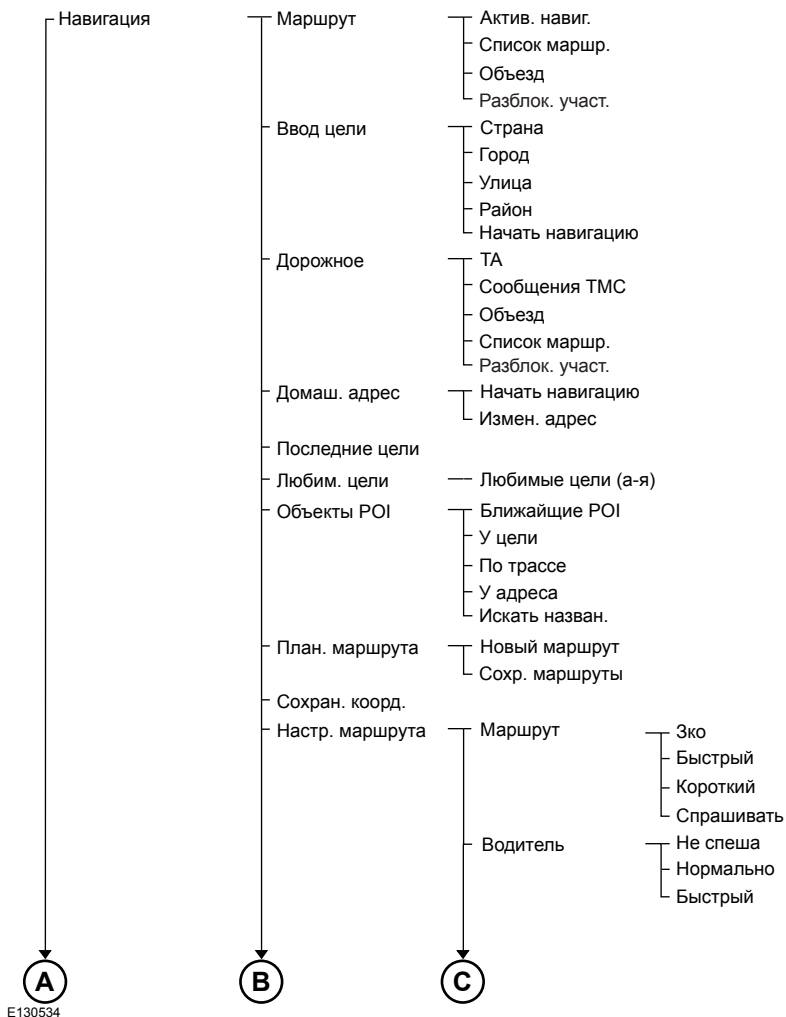 Навигация
Маршрут
Актив. навиг.
Список маршр.
Объезд
Разблок. участ.
Ввод цели
Страна
Город
Улица
Район
Начать навигацию
Дорожное
TA
Сообщения TMC
Объезд
Список маршр.
Разблок. участ.
Домаш. адрес
Начать навигацию
Измен. адрес
Последние цели
Любим. цели
Любимые цели (а-я)
Объекты POI
Ближайщие POI
У цели
По трассе
У адреса
Искать назван.
План. маршрута
Новый маршрут
Сохр. маршруты
Сохран. коорд.
Настр. маршрута
Маршрут
Зко
Быстрый
Короткий
Спрашивать
Водитель
Не спеша
Нормально
Быстрый
A
B
C
E130534